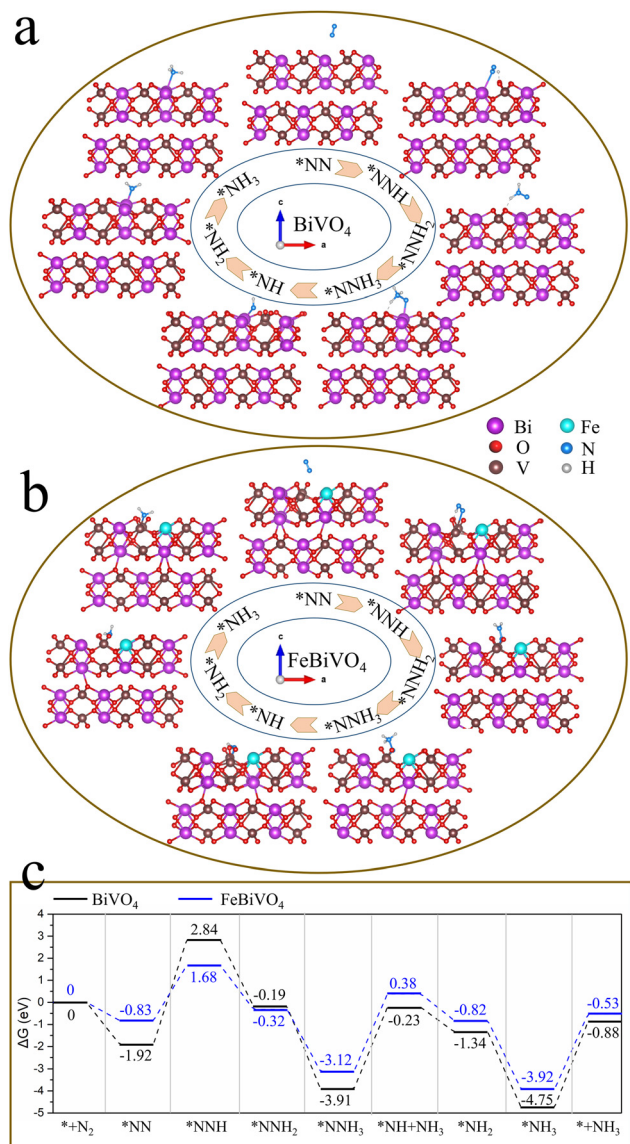 a
*NN
*NNH
*NNH₂
*NNH₃
*NH
*NH₂
*NH₃
c
BiVO₄
a
Bi
Fe
O
N
V
H
b
*NN
*NNH
*NNH₂
*NNH₃
*NH
*NH₂
*NH₃
c
FeBiVO₄
a
c
BiVO₄
FeBiVO₄
ΔG (eV)
4
3
2
1
0
-1
-2
-3
-4
-5
0
0
-0.83
-1.92
2.84
1.68
-0.19
-0.32
-3.12
-3.91
0.38
-0.23
-0.82
-1.34
-3.92
-4.75
-0.53
-0.88
*+N₂
*NN
*NNH
*NNH₂
*NNH₃
*NH+NH₃
*NH₂
*NH₃
*+NH₃